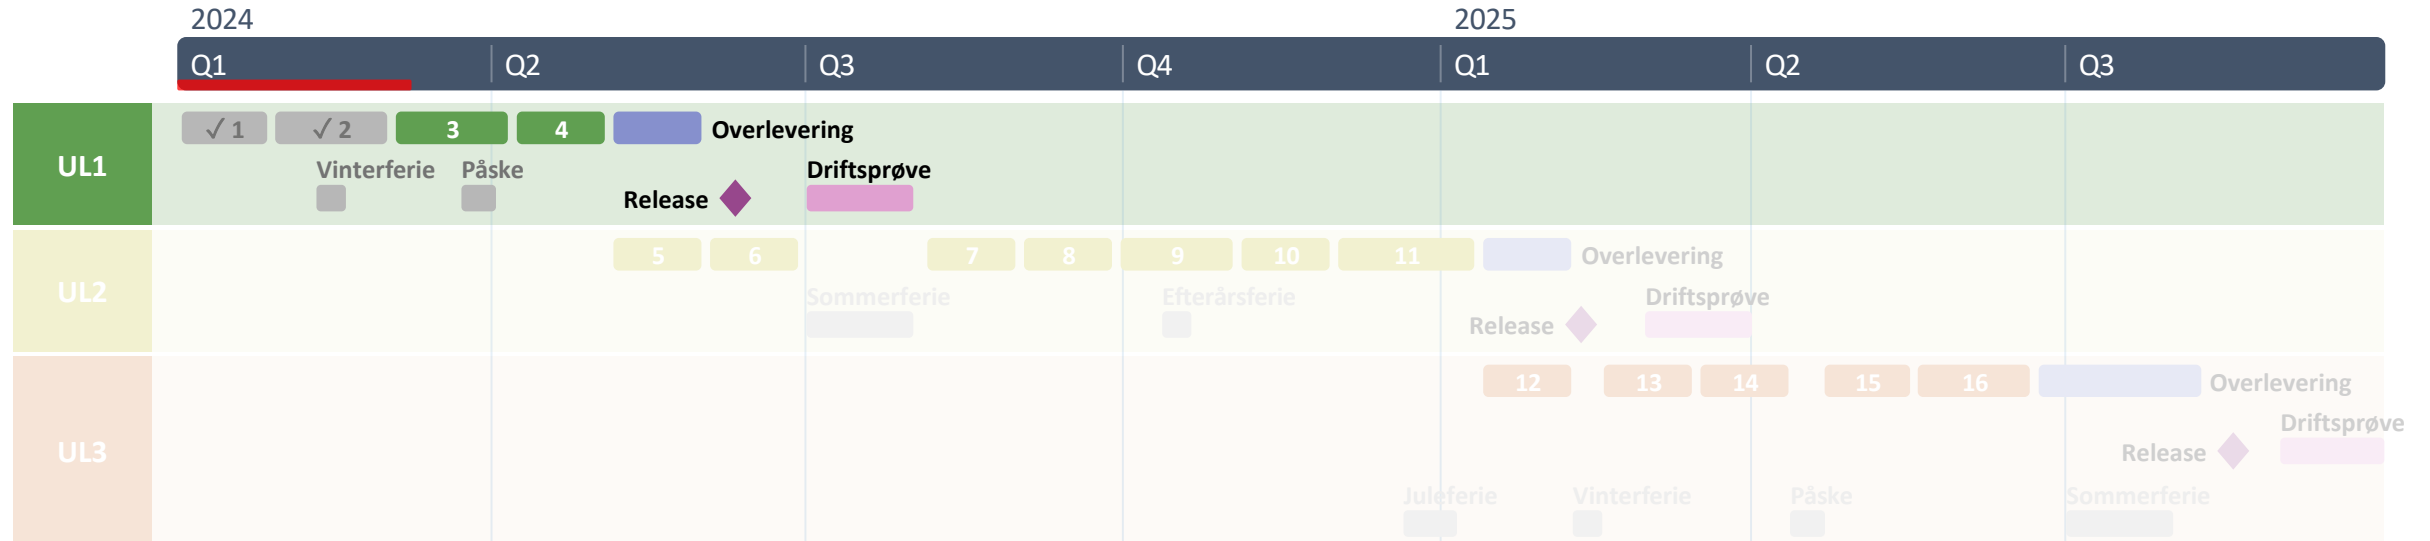 2024 2025
Q1 Q2 Q3 Q4 Q1 Q2 Q3
UL1
✓ 1 ✓ 2 3 4 Overlevering
Vinterferie Påske Driftsprøve
Release
UL2
5 6 7 8 9 10 11 Overlevering
Sommerferie Efterårsferie Driftsprøve
Release
UL3
12 13 14 15 16 Overlevering
Driftsprøve
Release
Juleferie Vinterferie Påske Sommerferie